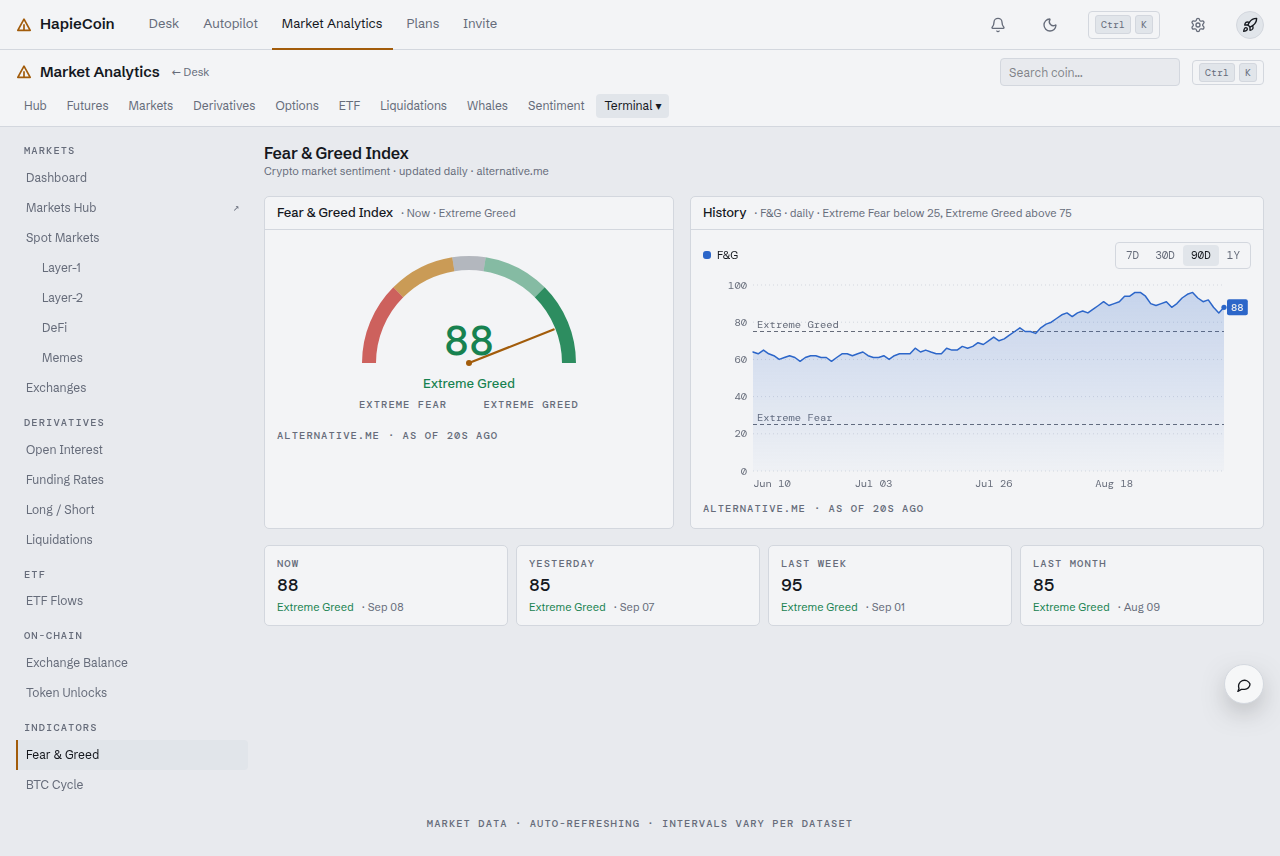 HapieCoin Desk Autopilot Market Analytics Plans Invite Ctrl K
Market Analytics ← Desk Search coin... Ctrl K
Hub Futures Markets Derivatives Options ETF Liquidations Whales Sentiment Terminal ▾
MARKETS
Dashboard
Markets Hub ↗
Spot Markets
Layer-1
Layer-2
DeFi
Memes
Exchanges
DERIVATIVES
Open Interest
Funding Rates
Long / Short
Liquidations
ETF
ETF Flows
ON-CHAIN
Exchange Balance
Token Unlocks
INDICATORS
Fear & Greed
BTC Cycle
Fear & Greed Index
Crypto market sentiment · updated daily · alternative.me
Fear & Greed Index · Now · Extreme Greed
88
Extreme Greed
EXTREME FEAR EXTREME GREED
ALTERNATIVE.ME · AS OF 20S AGO
History · F&G · daily · Extreme Fear below 25, Extreme Greed above 75
F&G 7D 30D 90D 1Y
100
88
80
Extreme Greed
60
40
Extreme Fear
20
0
Jun 10 Jul 03 Jul 26 Aug 18
ALTERNATIVE.ME · AS OF 20S AGO
NOW
88
Extreme Greed · Sep 08
YESTERDAY
85
Extreme Greed · Sep 07
LAST WEEK
95
Extreme Greed · Sep 01
LAST MONTH
85
Extreme Greed · Aug 09
MARKET DATA · AUTO-REFRESHING · INTERVALS VARY PER DATASET